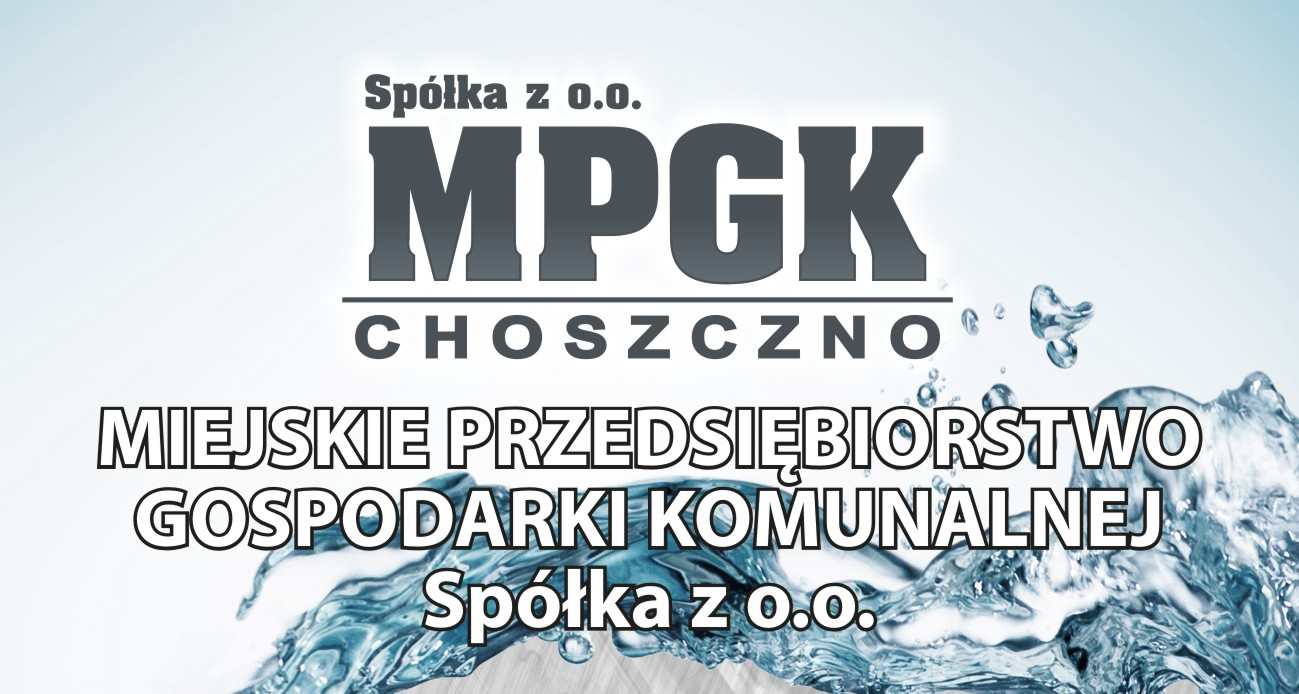 Spółka z o.o.
MPGK
CHOSZCZNO
MIEJSKIE PRZEDSIĘBIORSTWO
GOSPODARKI KOMUNALNEJ
Spółka z o.o.